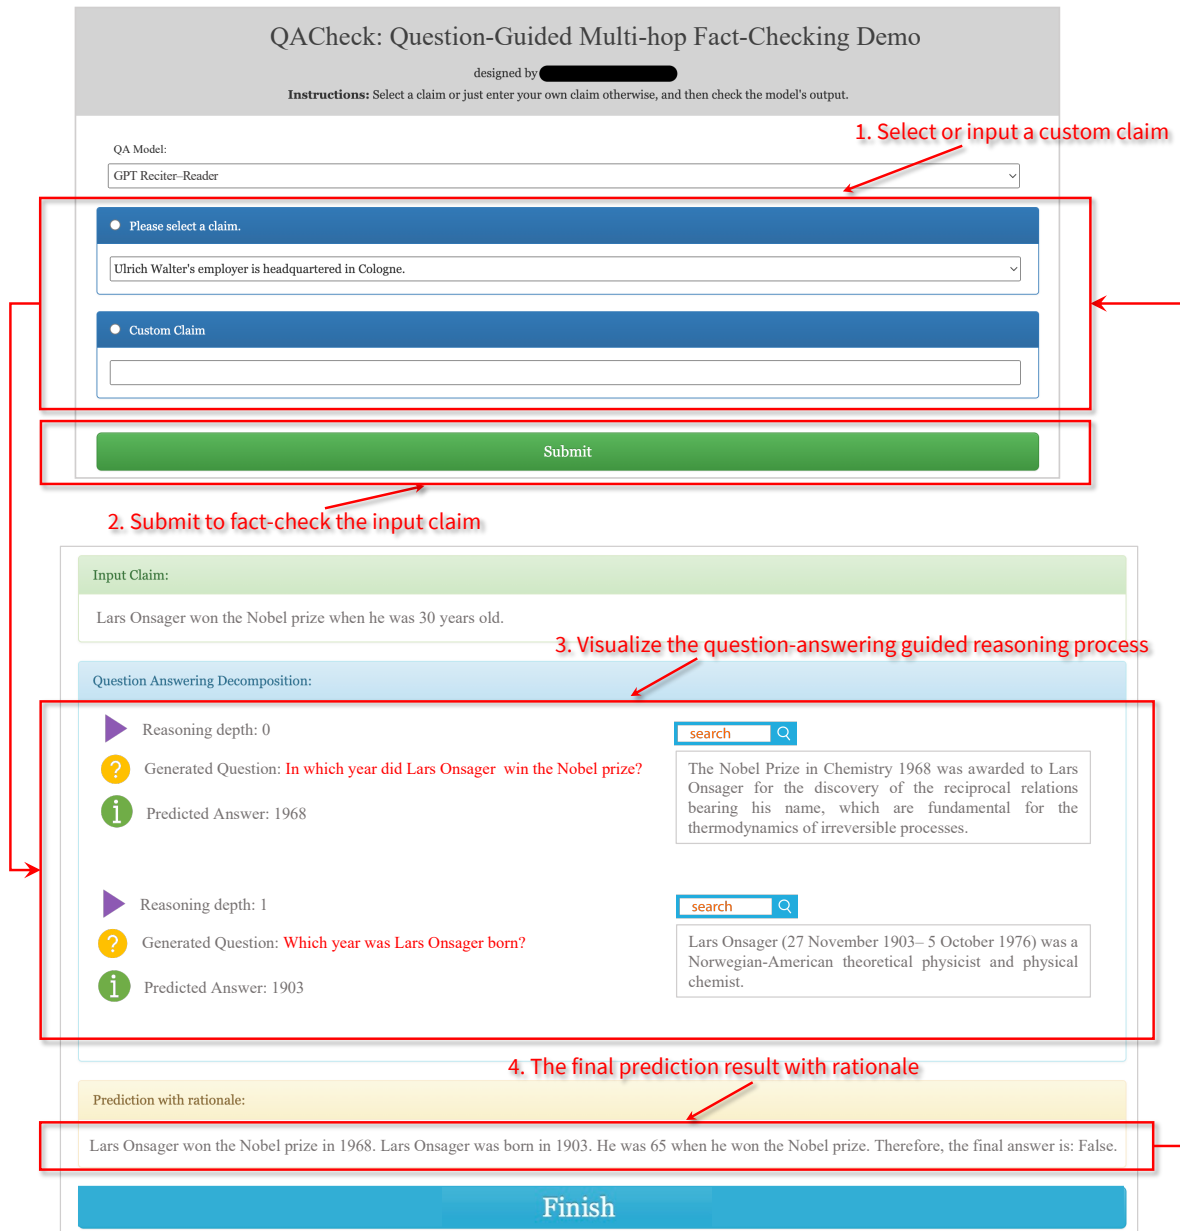 QACheck: Question-Guided Multi-hop Fact-Checking Demo
designed by
Instructions: Select a claim or just enter your own claim otherwise, and then check the model's output.
1. Select or input a custom claim
QA Model:
GPT Reciter–Reader
Please select a claim.
Ulrich Walter's employer is headquartered in Cologne.
Custom Claim
Submit
2. Submit to fact-check the input claim
Input Claim:
Lars Onsager won the Nobel prize when he was 30 years old.
3. Visualize the question-answering guided reasoning process
Question Answering Decomposition:
Reasoning depth: 0
Generated Question: In which year did Lars Onsager win the Nobel prize?
Predicted Answer: 1968
search
The Nobel Prize in Chemistry 1968 was awarded to Lars
Onsager for the discovery of the reciprocal relations
bearing his name, which are fundamental for the
thermodynamics of irreversible processes.
Reasoning depth: 1
Generated Question: Which year was Lars Onsager born?
Predicted Answer: 1903
search
Lars Onsager (27 November 1903– 5 October 1976) was a
Norwegian-American theoretical physicist and physical
chemist.
4. The final prediction result with rationale
Prediction with rationale:
Lars Onsager won the Nobel prize in 1968. Lars Onsager was born in 1903. He was 65 when he won the Nobel prize. Therefore, the final answer is: False.
Finish